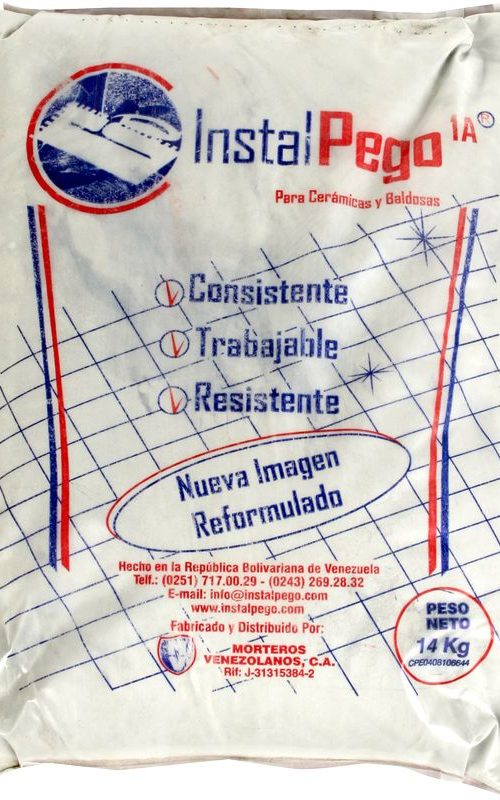 InstalPego 1A®
Para Cerámicas y Baldosas
Consistente
Trabajable
Resistente
Nueva Imagen
Reformulado
Hecho en la República Bolivariana de Venezuela
Telf.: (0251) 717.00.29 - (0243) 269.28.32
E-mail: info@instalpego.com
www.instalpego.com
Fabricado y Distribuido Por:
MORTEROS
VENEZOLANOS, C.A.
Rif: J-31315384-2
PESO
NETO
14 Kg
CPE0408106644